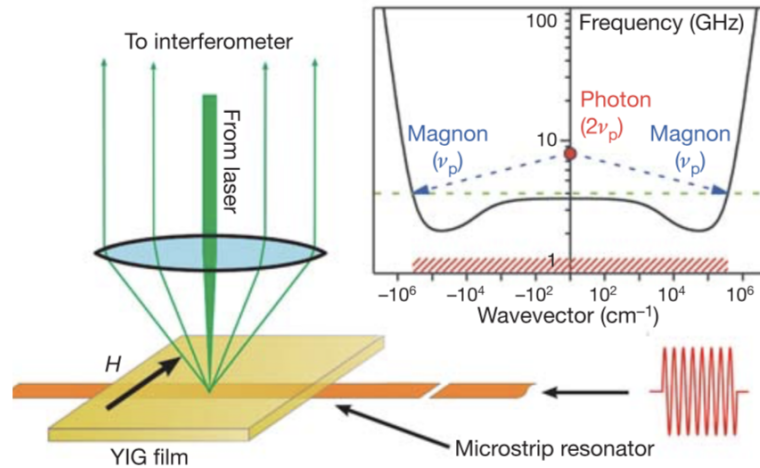 To interferometer
From laser
H
YIG film
Microstrip resonator
100
Frequency (GHz)
Photon
(2νp)
Magnon
(νp)
Magnon
(νp)
10
1
−10⁶ −10⁴ −10² 10² 10⁴ 10⁶
Wavevector (cm⁻¹)